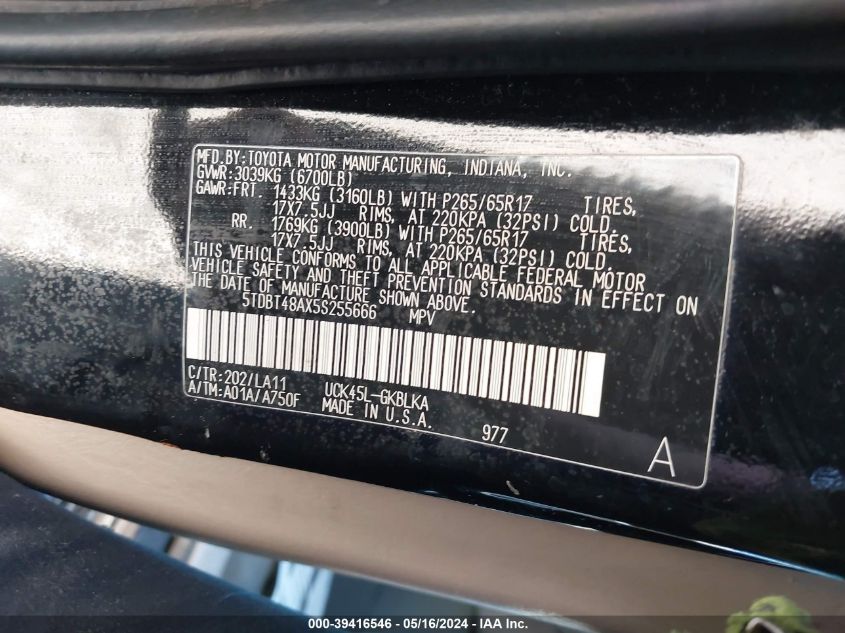 MFD.BY:TOYOTA MOTOR MANUFACTURING, INDIANA, INC.
GVWR:3039KG (6700LB)
GAWR:FRT. 1433KG (3160LB) WITH P265/65R17 TIRES,
17X7.5JJ RIMS, AT 220KPA (32PSI) COLD.
RR. 1769KG (3900LB) WITH P265/65R17 TIRES,
17X7.5JJ RIMS, AT 220KPA (32PSI) COLD.
THIS VEHICLE CONFORMS TO ALL APPLICABLE FEDERAL MOTOR
VEHICLE SAFETY AND THEFT PREVENTION STANDARDS IN EFFECT ON
THE DATE OF MANUFACTURE SHOWN ABOVE.
5TDBT48AX5S255666 MPV
C/TR:202/LA11 UCK45L-GKBLKA
A/TM:A01A/A750F MADE IN U.S.A.
977
A
000-39416546 - 05/16/2024 - IAA Inc.